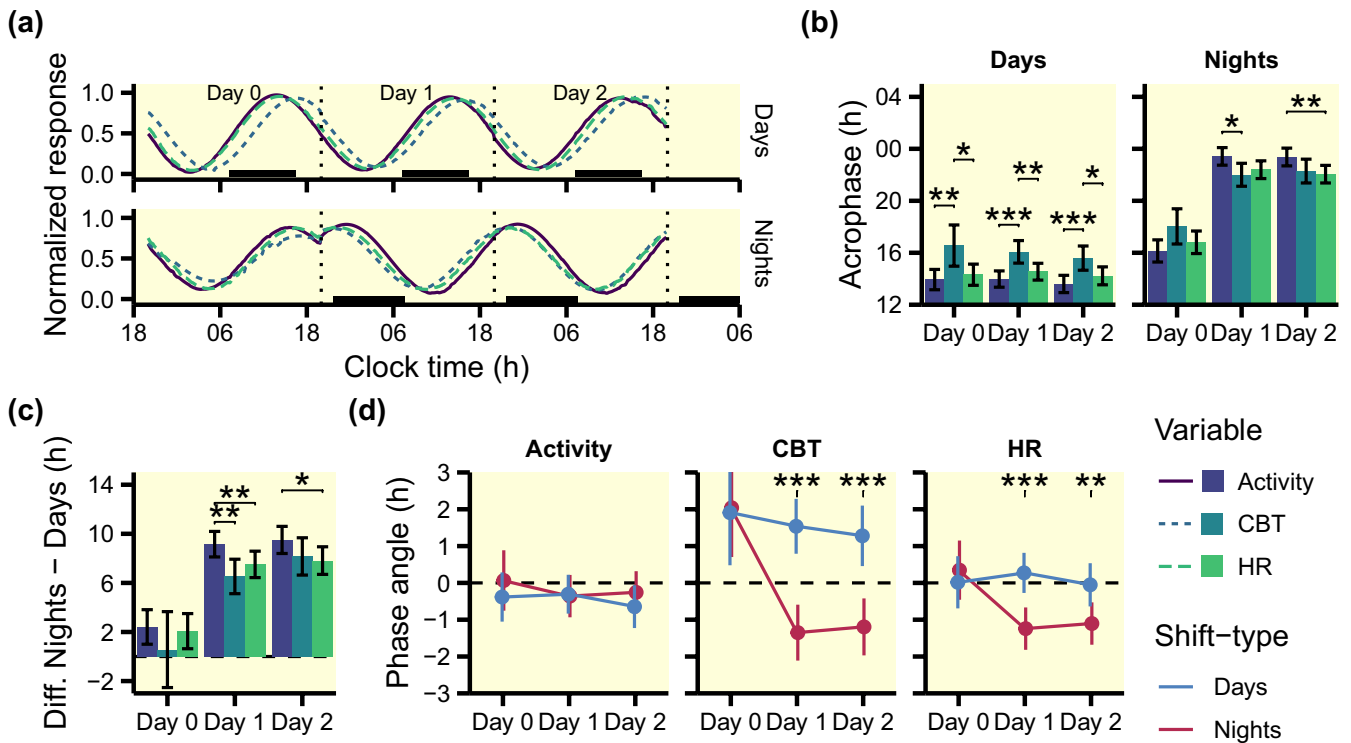 (a)
Normalized response
1.0
0.5
0.0
Day 0
Day 1
Day 2
Days
1.0
0.5
0.0
Nights
18
06
18
06
18
06
18
06
Clock time (h)
(b)
Days
Nights
Acrophase (h)
04
00
20
16
12
**
*
***
**
***
*
*
**
Day 0 Day 1 Day 2
Day 0 Day 1 Day 2
(c)
Diff. Nights − Days (h)
14
10
6
2
−2
**
**
*
Day 0 Day 1 Day 2
(d)
Activity
CBT
HR
Phase angle (h)
3
2
1
0
−1
−2
−3
*** ***
*** **
Day 0 Day 1 Day 2
Day 0 Day 1 Day 2
Day 0 Day 1 Day 2
Variable
Activity
CBT
HR
Shift−type
Days
Nights